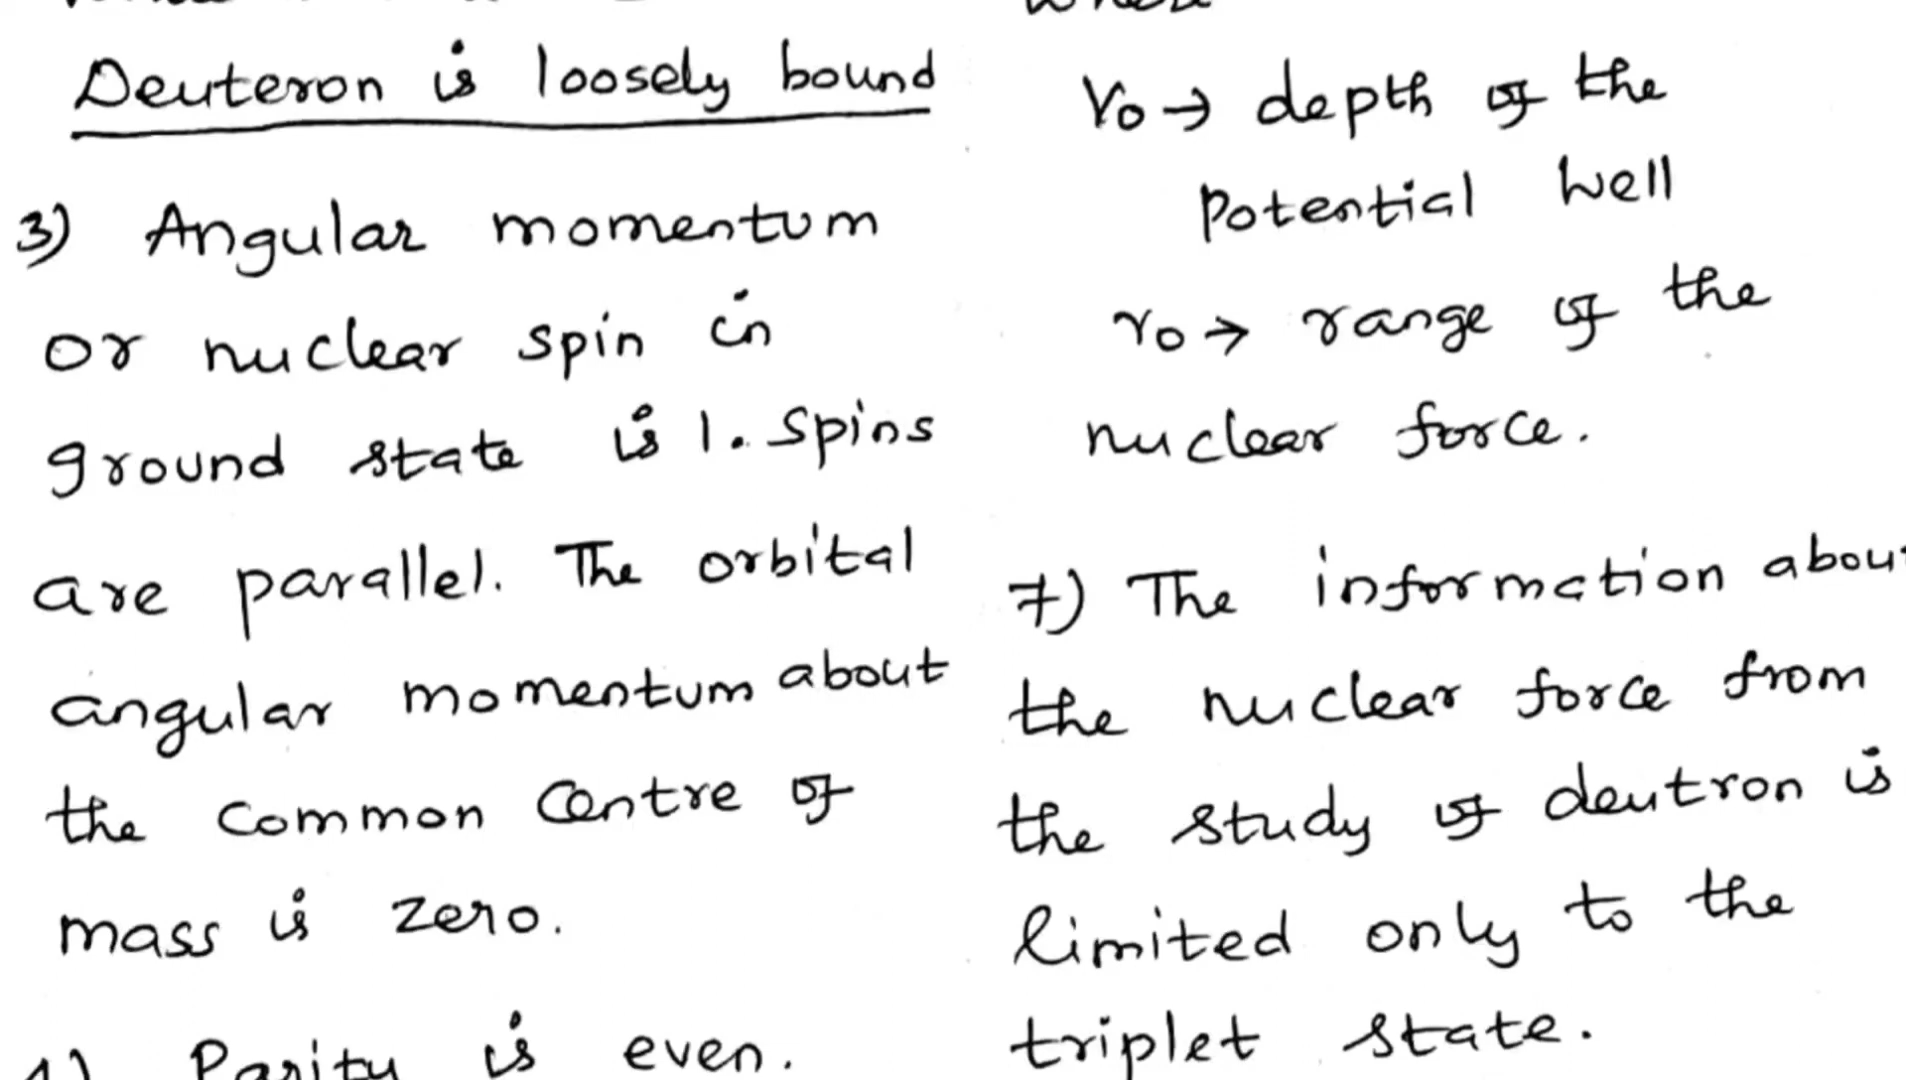 Deuteron is loosely bound
3) Angular momentum
or nuclear spin in
ground state is 1. Spins
are parallel. The orbital
angular momentum about
the common centre of
mass is zero.
Parity is even.
V₀ → depth of the
potential well
r₀ → range of the
nuclear force.
7) The information about
the nuclear force from
the study of deutron is
limited only to the
triplet state.